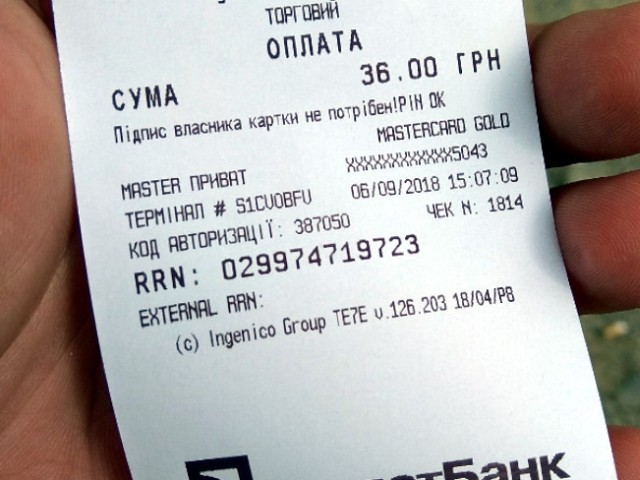 ТОРГОВИЙ
ОПЛАТА
СУМА 36.00 ГРН
Підпис власника картки не потрібен!PIN OK
MASTERCARD GOLD
MASTER ПРИВАТ XXXXXXXXXXXX5043
ТЕРМІНАЛ # S1CU0BFU 06/09/2018 15:07:09
КОД АВТОРИЗАЦІЇ: 387050 ЧЕК N: 1814
RRN: 029974719723
EXTERNAL RRN:
(c) Ingenico Group TE7E v.126.203 18/04/P8